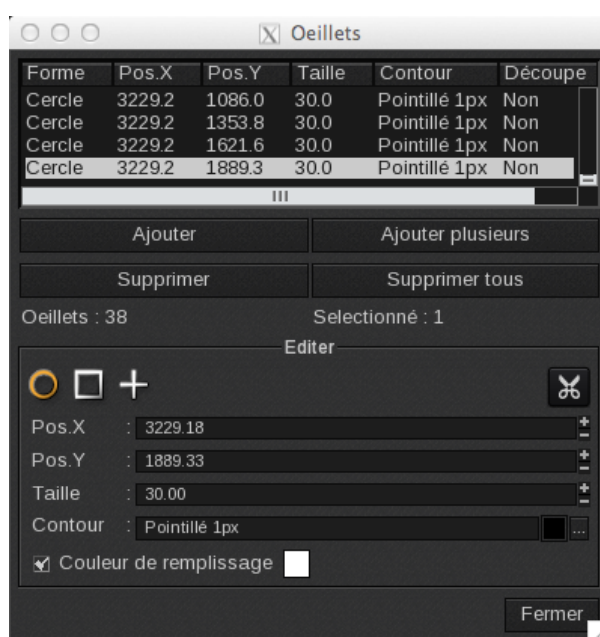 Oeillets
Forme Pos.X Pos.Y Taille Contour Découpe
Cercle 3229.2 1086.0 30.0 Pointillé 1px Non
Cercle 3229.2 1353.8 30.0 Pointillé 1px Non
Cercle 3229.2 1621.6 30.0 Pointillé 1px Non
Cercle 3229.2 1889.3 30.0 Pointillé 1px Non
Ajouter Ajouter plusieurs
Supprimer Supprimer tous
Oeillets : 38 Selectionné : 1
Editer
Pos.X : 3229.18
Pos.Y : 1889.33
Taille : 30.00
Contour : Pointillé 1px ...
Couleur de remplissage
Fermer